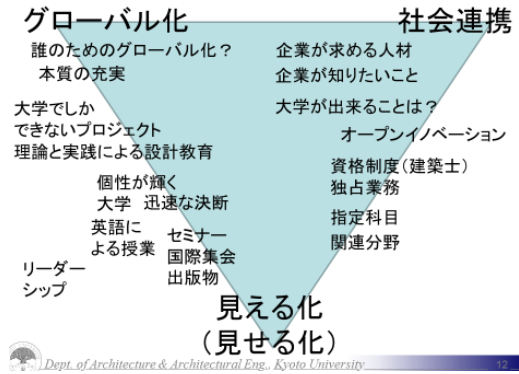 グローバル化
社会連携
誰のためのグローバル化？
本質の充実
企業が求める人材
企業が知りたいこと
大学が出来ることは？
オープンイノベーション
大学でしか
できないプロジェクト
理論と実践による設計教育
資格制度（建築士）
独占業務
個性が輝く
大学
迅速な決断
指定科目
関連分野
英語に
よる授業
セミナー
国際集会
出版物
リーダー
シップ
見える化
（見せる化）
Dept. of Architecture & Architectural Eng., Kyoto University
12